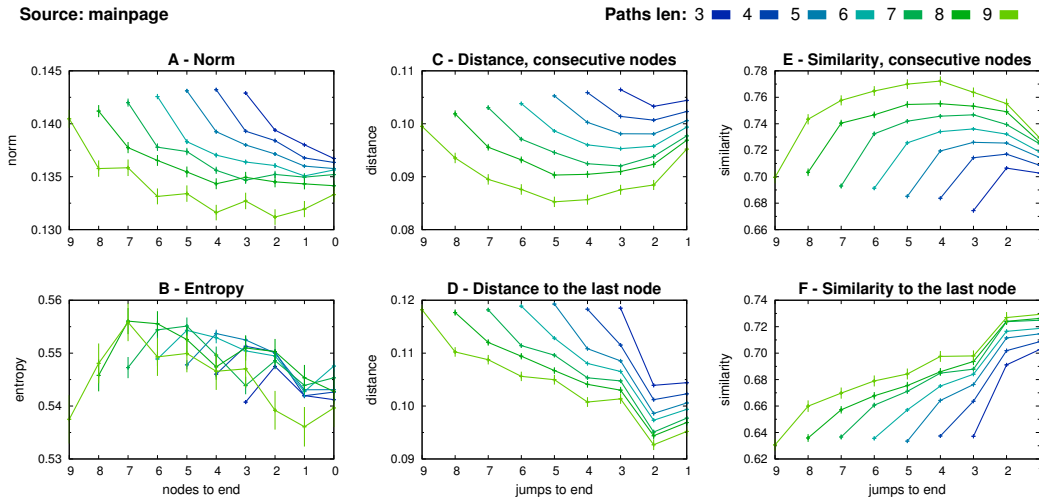 Source: mainpage
Paths len: 3 4 5 6 7 8 9
A - Norm
0.145
0.140
0.135
0.130
norm
9 8 7 6 5 4 3 2 1 0
C - Distance, consecutive nodes
0.11
0.10
0.09
0.08
distance
9 8 7 6 5 4 3 2 1
E - Similarity, consecutive nodes
0.78
0.76
0.74
0.72
0.70
0.68
0.66
similarity
9 8 7 6 5 4 3 2 1
B - Entropy
0.56
0.55
0.54
0.53
entropy
9 8 7 6 5 4 3 2 1 0
nodes to end
D - Distance to the last node
0.12
0.11
0.10
0.09
distance
9 8 7 6 5 4 3 2 1
jumps to end
F - Similarity to the last node
0.74
0.72
0.70
0.68
0.66
0.64
0.62
similarity
9 8 7 6 5 4 3 2 1
jumps to end